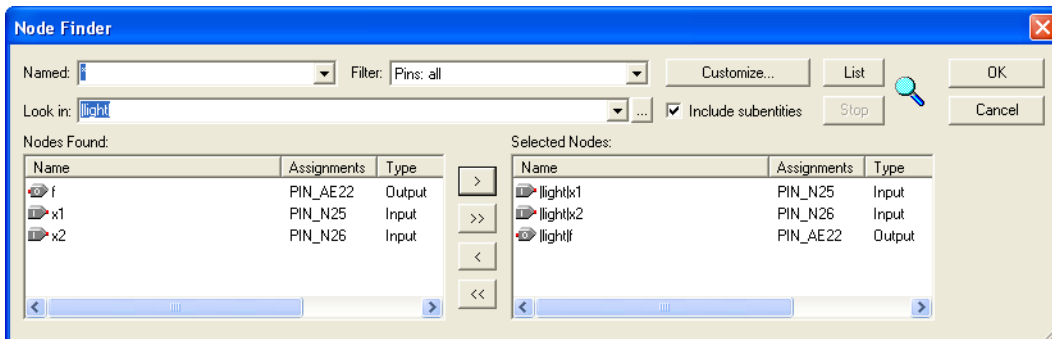 Node Finder
Named: * Filter: Pins: all Customize... List OK
Look in: |light| ... Include subentities Stop Cancel
Nodes Found: Selected Nodes:
Name Assignments Type > Name Assignments Type
f PIN_AE22 Output |light|x1 PIN_N25 Input
x1 PIN_N25 Input >> |light|x2 PIN_N26 Input
x2 PIN_N26 Input |light|f PIN_AE22 Output
<
<<